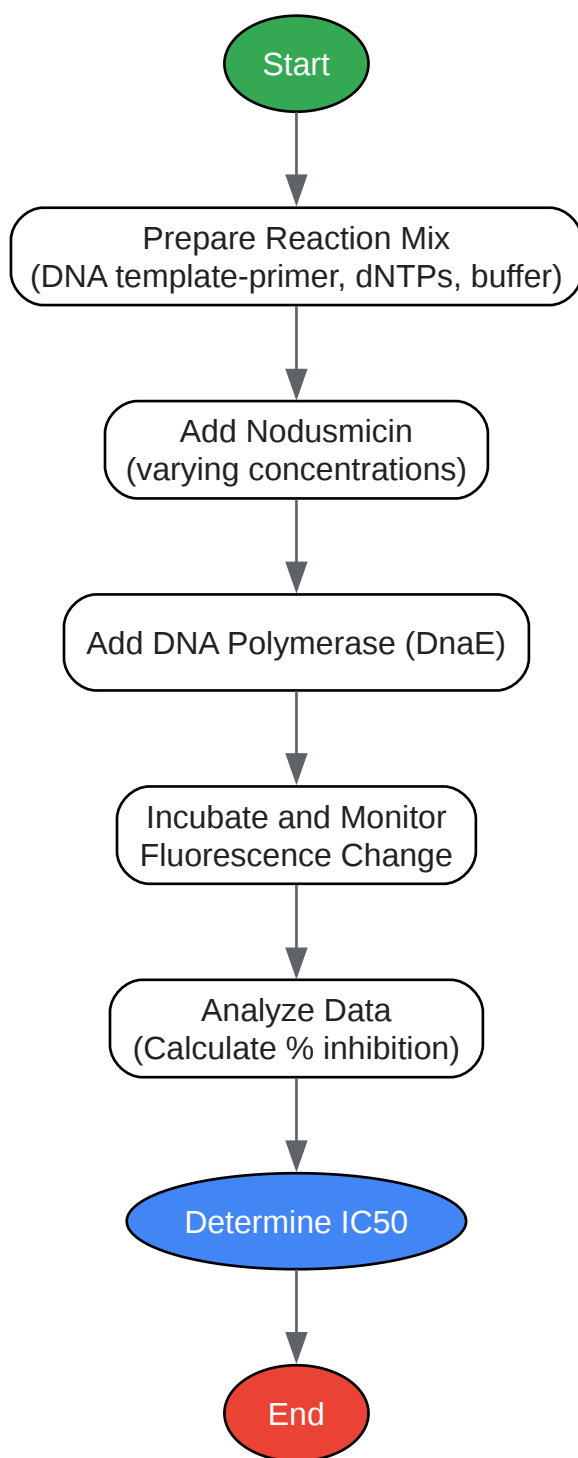 Start
Prepare Reaction Mix
(DNA template-primer, dNTPs, buffer)
Add Nodusmicin
(varying concentrations)
Add DNA Polymerase (DnaE)
Incubate and Monitor
Fluorescence Change
Analyze Data
(Calculate % inhibition)
Determine IC50
End